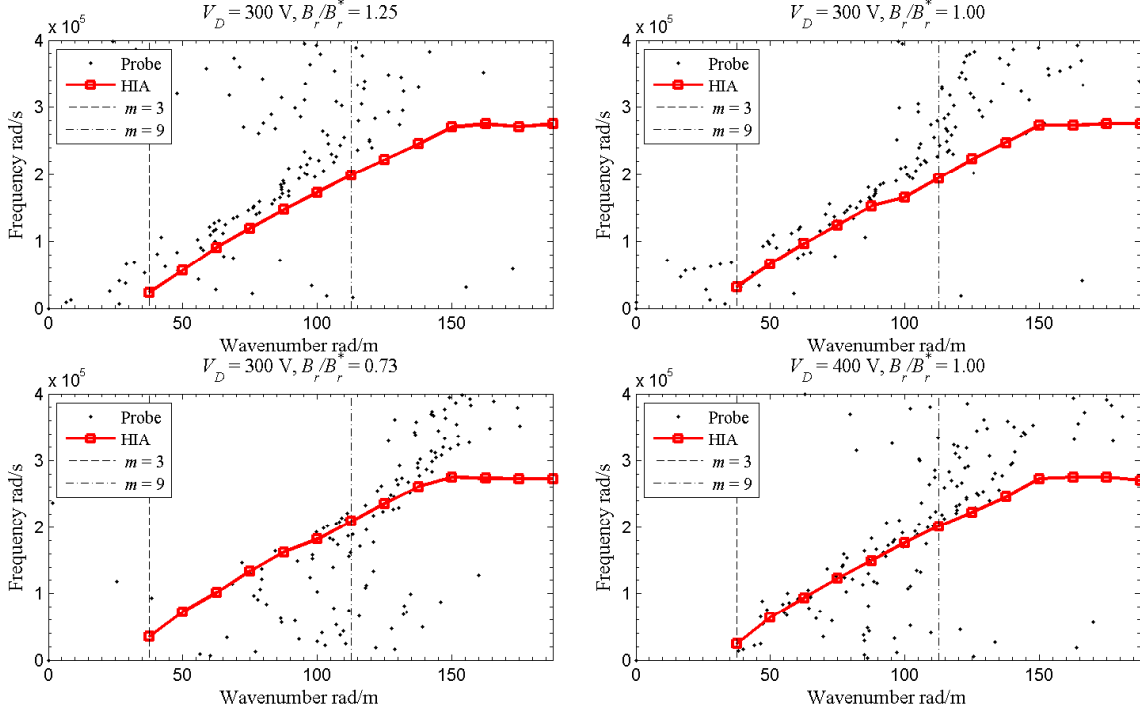 V_D = 300 V, B_r/B_r^* = 1.25
x 10^5
Frequency rad/s
4
3
2
1
0
Probe
HIA
m = 3
m = 9
0 50 100 150
Wavenumber rad/m
V_D = 300 V, B_r/B_r^* = 1.00
x 10^5
Frequency rad/s
4
3
2
1
0
Probe
HIA
m = 3
m = 9
0 50 100 150
Wavenumber rad/m
V_D = 300 V, B_r/B_r^* = 0.73
x 10^5
Frequency rad/s
4
3
2
1
0
Probe
HIA
m = 3
m = 9
0 50 100 150
Wavenumber rad/m
V_D = 400 V, B_r/B_r^* = 1.00
x 10^5
Frequency rad/s
4
3
2
1
0
Probe
HIA
m = 3
m = 9
0 50 100 150
Wavenumber rad/m